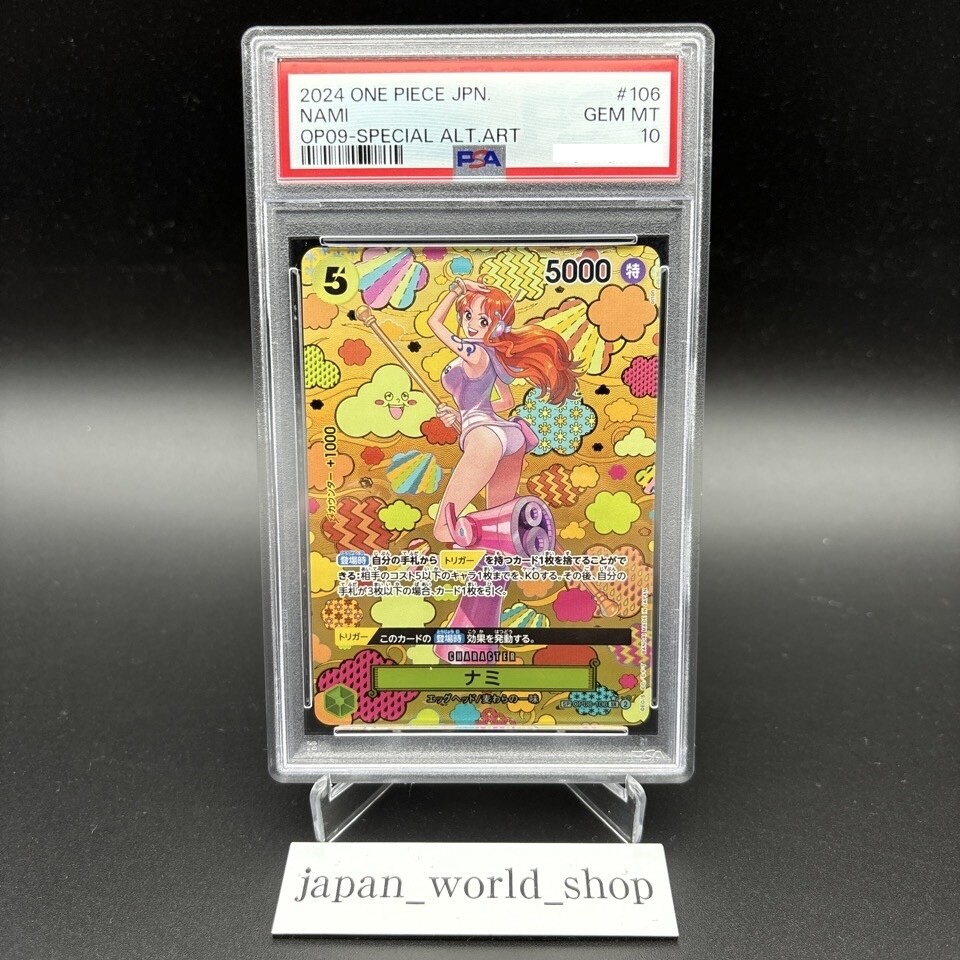 2024 ONE PIECE JPN. #106
NAMI GEM MT
OP09-SPECIAL ALT.ART 10
PSA
5
5000 特
カウンター +1000
登場時 自分の手札から トリガー を持つカード1枚を捨てることがで
きる:相手のコスト5以下のキャラ1枚までを、KOする。その後、自分の
手札が3枚以下の場合、カード1枚を引く。
トリガー このカードの 登場時 効果を発動する。
CHARACTER
ナミ
エッグヘッド/麦わらの一味
OP08-106 2
japan_world_shop